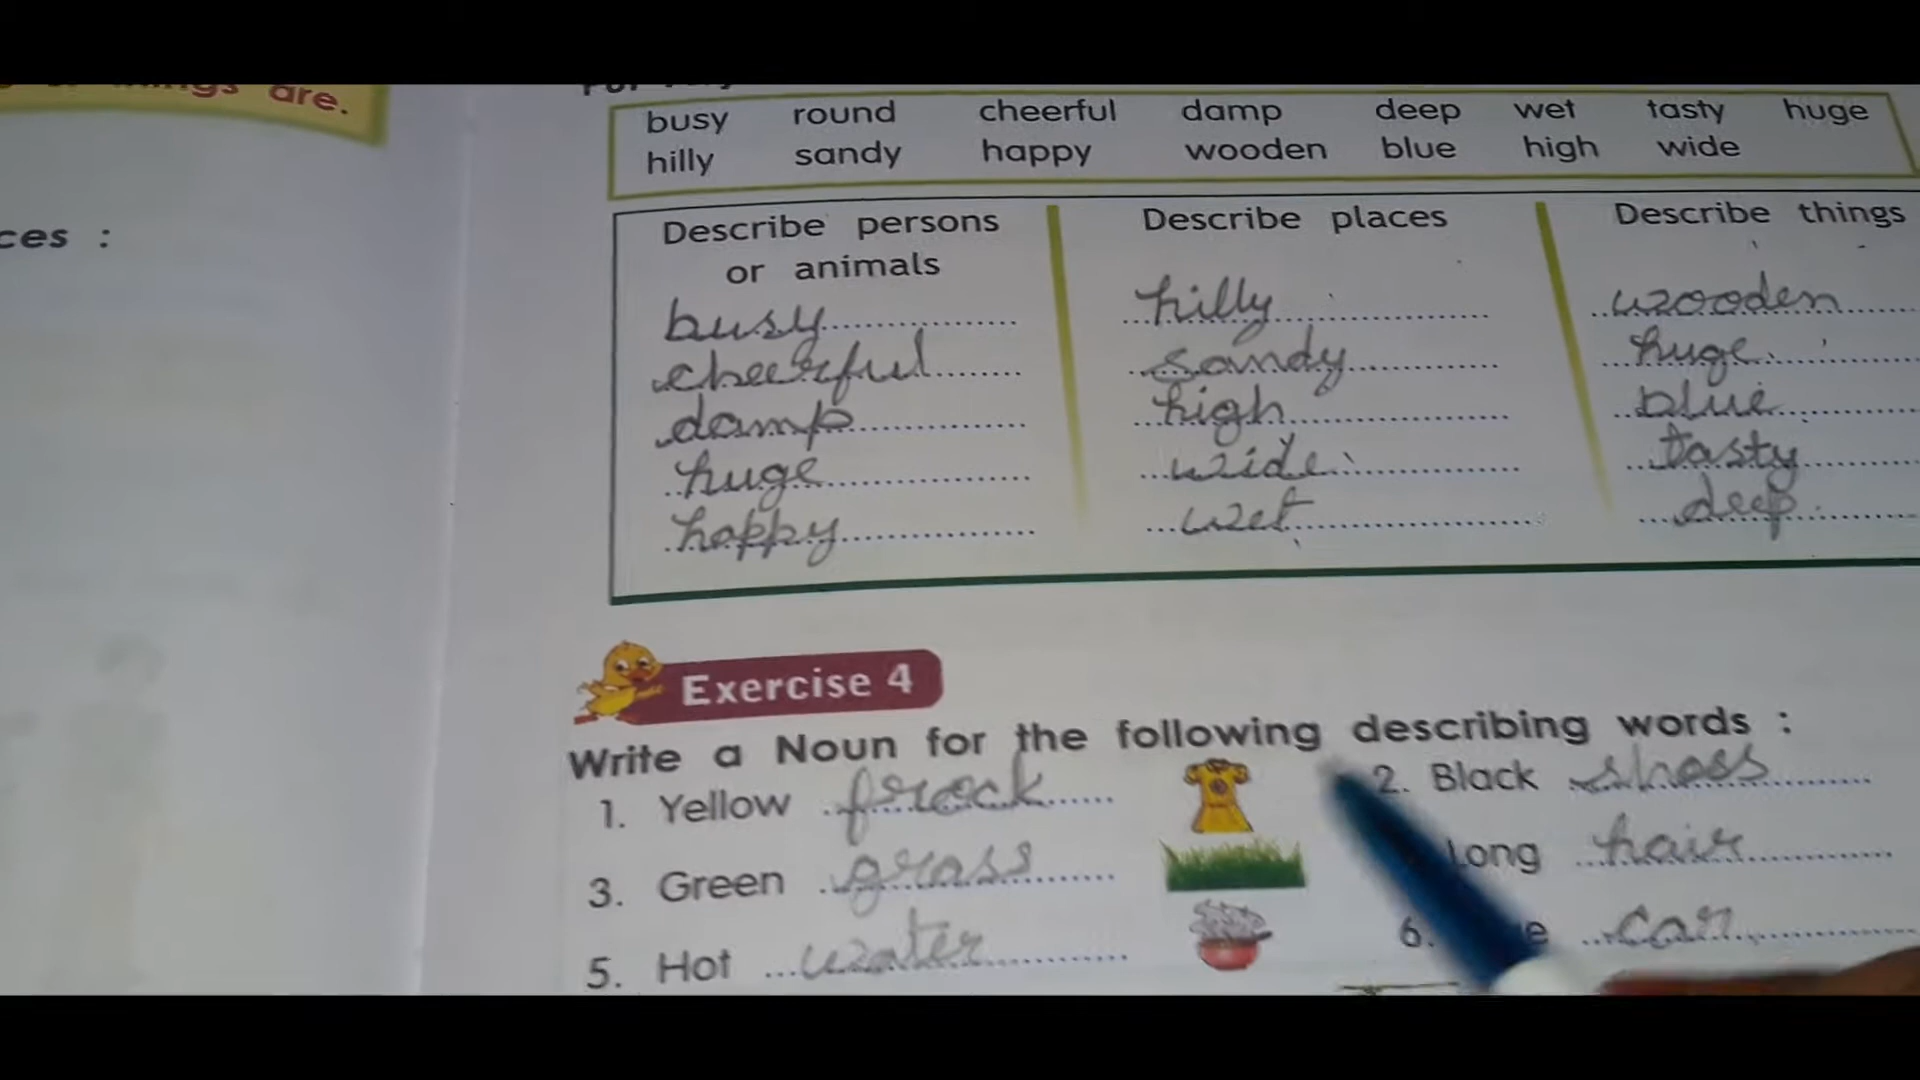 things are.
ces :
busy round cheerful damp deep wet tasty huge
hilly sandy happy wooden blue high wide
Describe persons or animals
busy
cheerful
damp
huge
happy
Describe places
hilly
sandy
high
wide
wet
Describe things
wooden
huge
blue
tasty
deep
Exercise 4
Write a Noun for the following describing words :
1. Yellow frock
2. Black shoes
3. Green grass
Long hair
5. Hot water
6. car